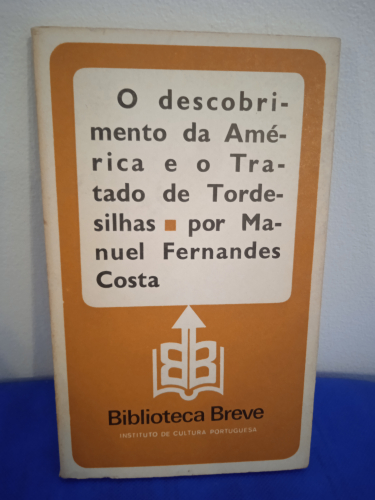 O descobri-
mento da Amé-
rica e o Tra-
tado de Torde-
silhas ■ por Ma-
nuel Fernandes
Costa
BB
Biblioteca Breve
INSTITUTO DE CULTURA PORTUGUESA